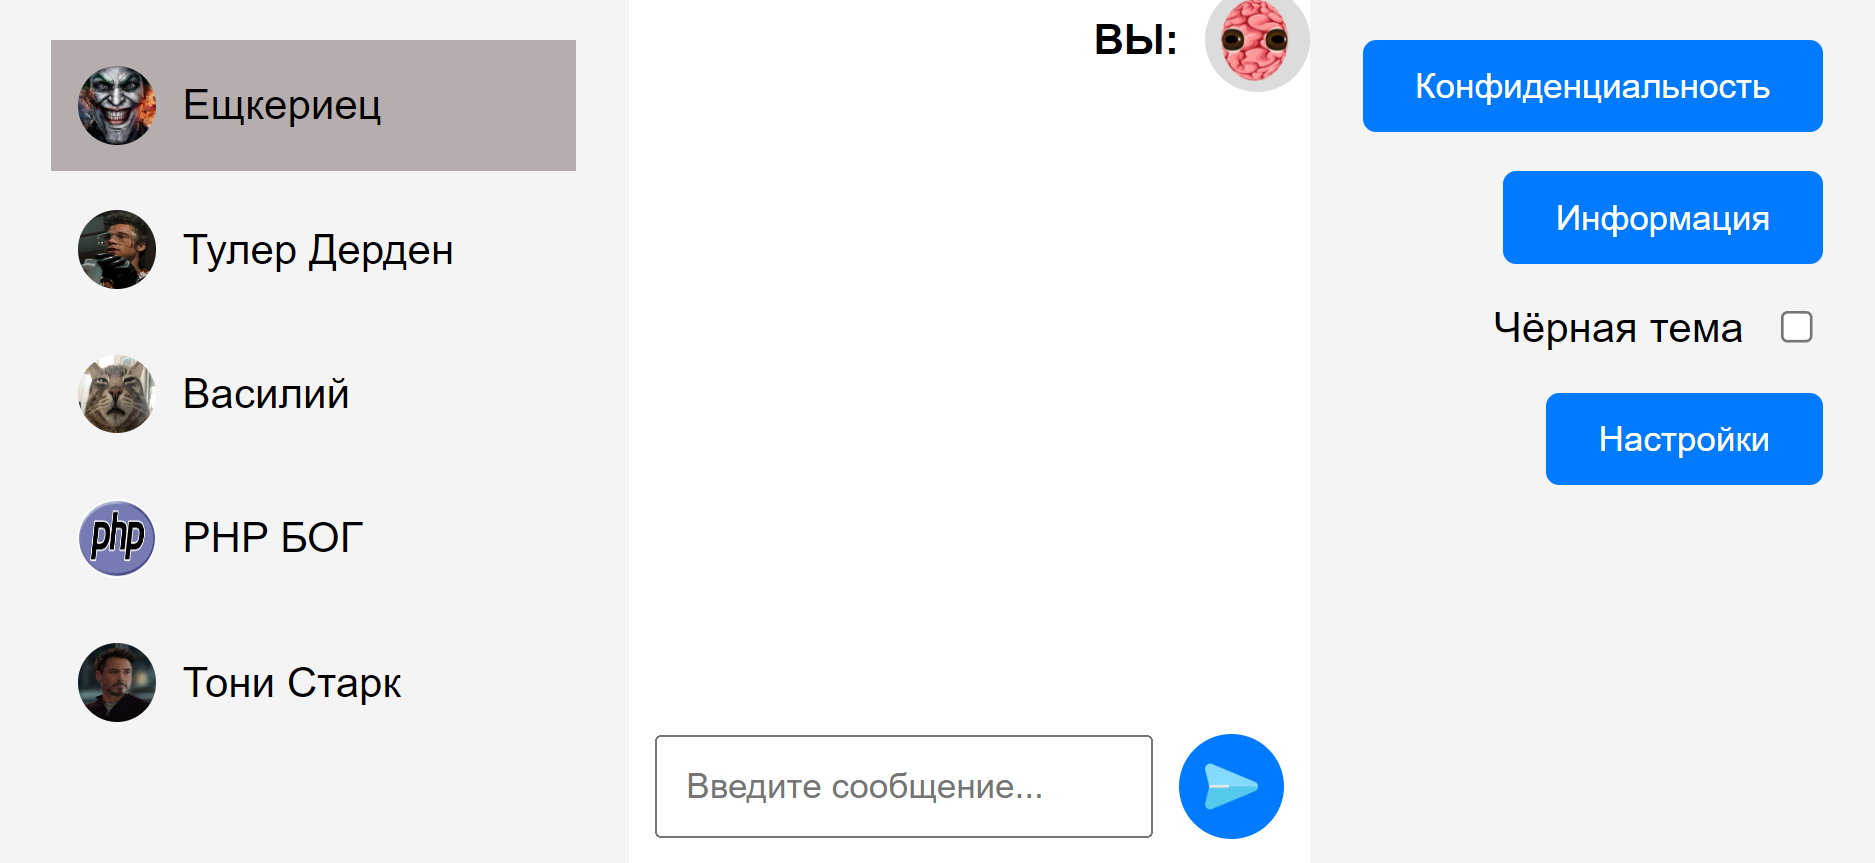 Ещкериец
Тулер Дерден
Василий
php
PHP БОГ
Тони Старк
ВЫ:
Введите сообщение...
Конфиденциальность
Информация
Чёрная тема
Настройки